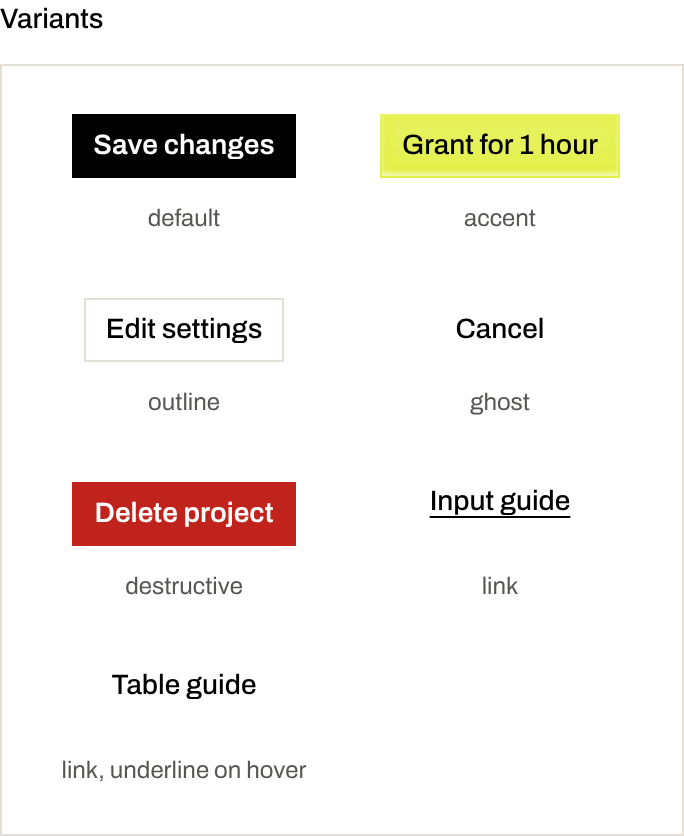 Variants
Save changes
Grant for 1 hour
default
accent
Edit settings
Cancel
outline
ghost
Delete project
Input guide
destructive
link
Table guide
link, underline on hover